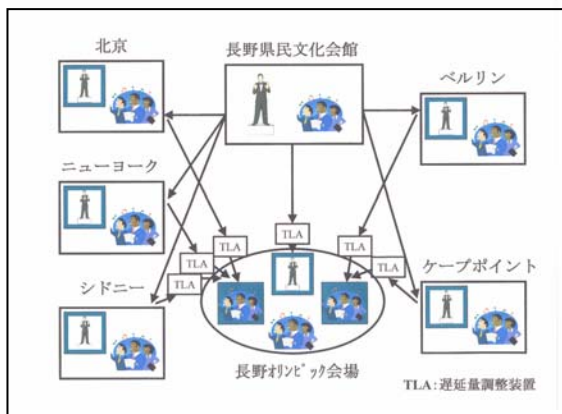 北京
長野県民文化会館
ベルリン
ニューヨーク
TLA
TLA
TLA
TLA
TLA
TLA
シドニー
ケープポイント
長野ｵﾘﾝﾋﾟｯｸ会場
TLA：遅延量調整装置